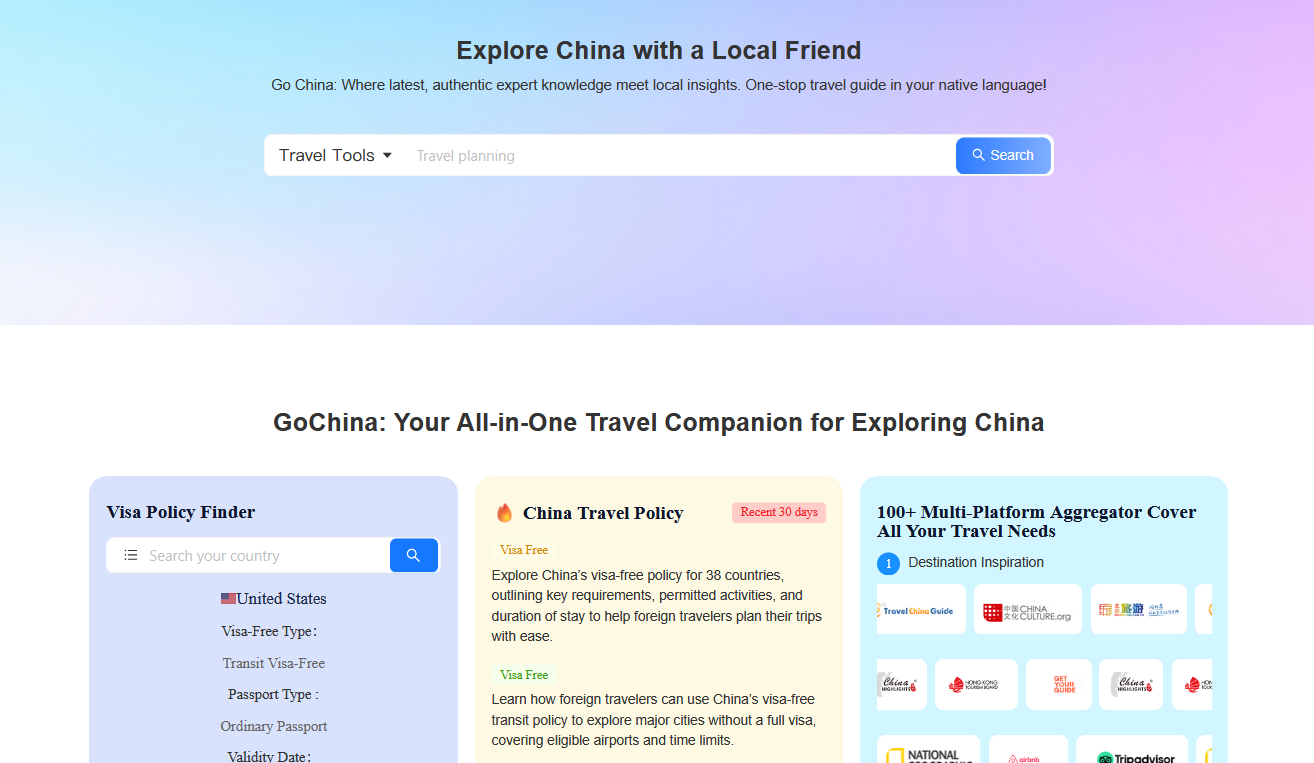 Explore China with a Local Friend
Go China: Where latest, authentic expert knowledge meet local insights. One-stop travel guide in your native language!
Travel Tools
Travel planning
Search
GoChina: Your All-in-One Travel Companion for Exploring China
Visa Policy Finder
Search your country
United States
Visa-Free Type：
Transit Visa-Free
Passport Type :
Ordinary Passport
Validity Date：
China Travel Policy
Recent 30 days
Visa Free
Explore China’s visa-free policy for 38 countries,
outlining key requirements, permitted activities, and
duration of stay to help foreign travelers plan their trips
with ease.
Visa Free
Learn how foreign travelers can use China’s visa-free
transit policy to explore major cities without a full visa,
covering eligible airports and time limits.
100+ Multi-Platform Aggregator Cover
All Your Travel Needs
1 Destination Inspiration
TravelChinaGuide
中国 CHINA
文化 CULTURE.org
旅游
China
HIGHLIGHTS
HONG KONG
TOURISM BOARD
GET
YOUR
GUIDE
China
HIGHLIGHTS
NATIONAL
GEOGRAPHIC
airbnb
Tripadvisor